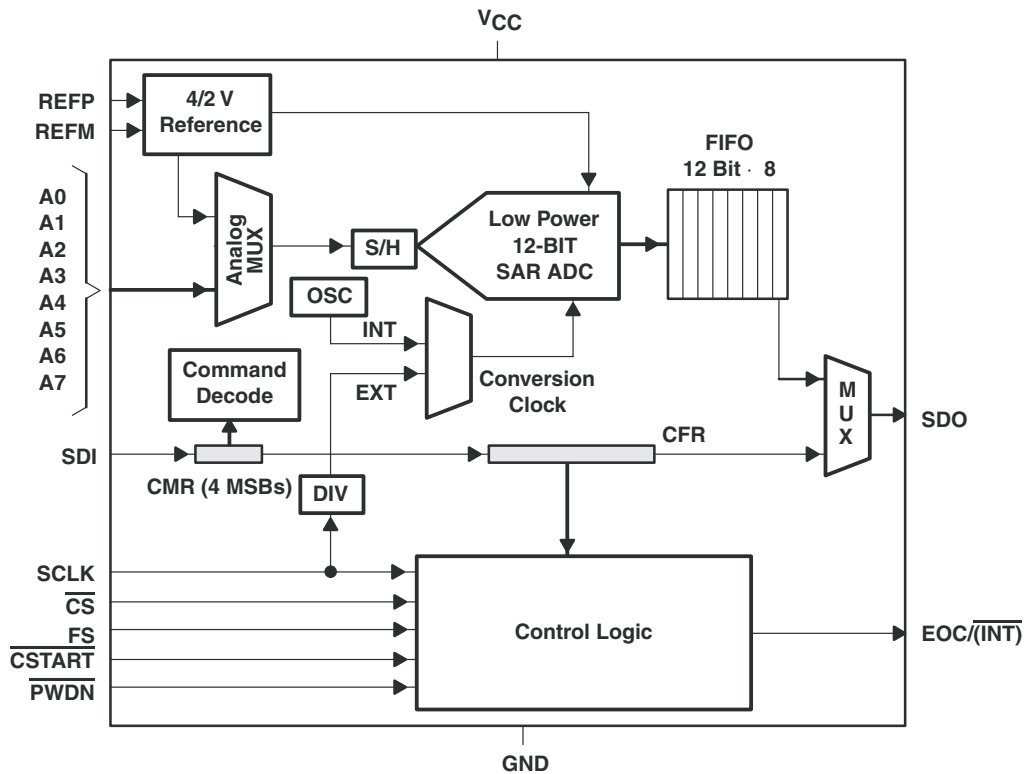 VCC
REFP
REFM
4/2 V
Reference
FIFO
12 Bit · 8
A0
A1
A2
A3
A4
A5
A6
A7
Analog
MUX
S/H
Low Power
12-BIT
SAR ADC
OSC
INT
EXT
Conversion
Clock
Command
Decode
MUX
SDO
SDI
CFR
CMR (4 MSBs)
DIV
SCLK
CS
FS
CSTART
PWDN
Control Logic
EOC/(INT)
GND